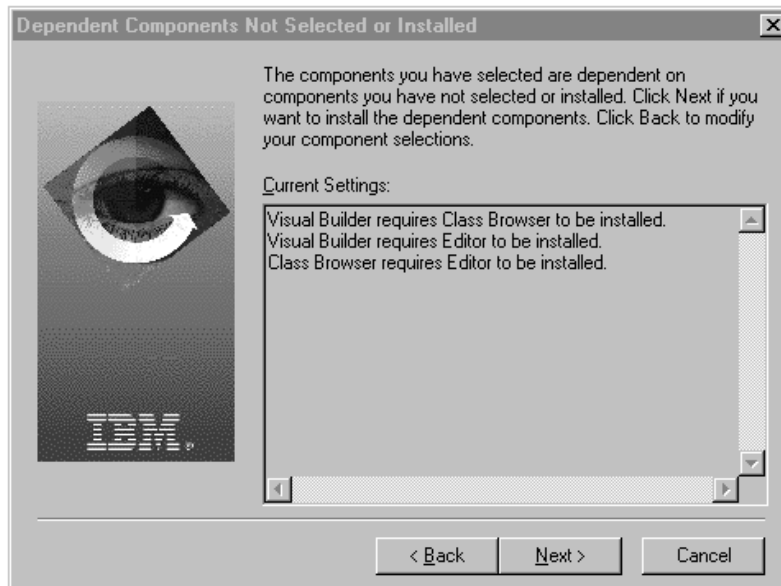 Dependent Components Not Selected or Installed
The components you have selected are dependent on
components you have not selected or installed. Click Next if you
want to install the dependent components. Click Back to modify
your component selections.
Current Settings:
Visual Builder requires Class Browser to be installed.
Visual Builder requires Editor to be installed.
Class Browser requires Editor to be installed.
IBM®
< Back
Next >
Cancel